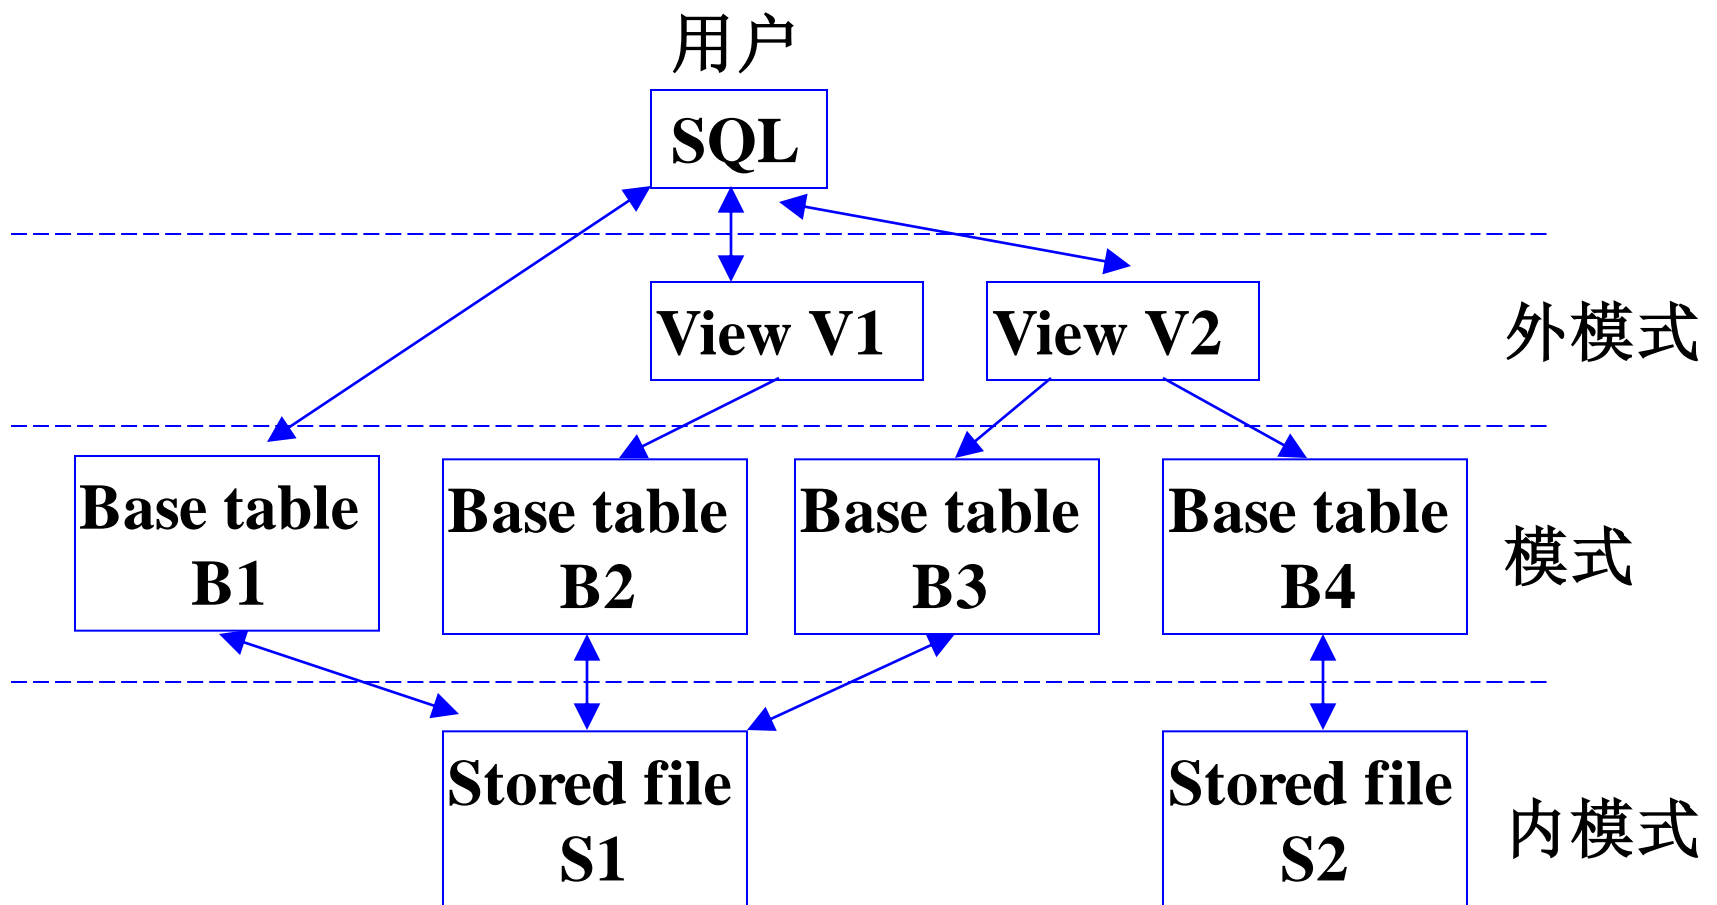 用户
SQL
View V1
View V2
外模式
Base table
B1
Base table
B2
Base table
B3
Base table
B4
模式
Stored file
S1
Stored file
S2
内模式